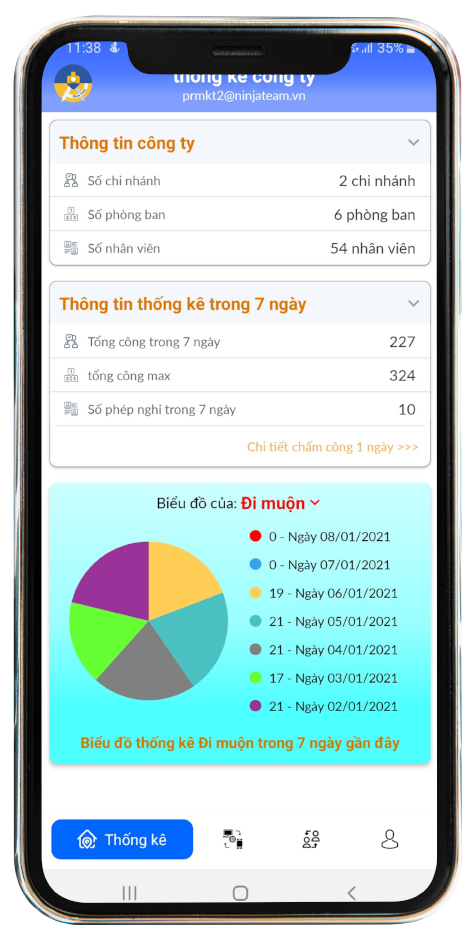 11:38 35%
thống kê công ty
prmkt2@ninjateam.vn
Thông tin công ty
Số chi nhánh 2 chi nhánh
Số phòng ban 6 phòng ban
Số nhân viên 54 nhân viên
Thông tin thống kê trong 7 ngày
Tổng công trong 7 ngày 227
tổng công max 324
Số phép nghỉ trong 7 ngày 10
Chi tiết chấm công 1 ngày >>>
Biểu đồ của: Đi muộn
0 - Ngày 08/01/2021
0 - Ngày 07/01/2021
19 - Ngày 06/01/2021
21 - Ngày 05/01/2021
21 - Ngày 04/01/2021
17 - Ngày 03/01/2021
21 - Ngày 02/01/2021
Biểu đồ thống kê Đi muộn trong 7 ngày gần đây
Thống kê